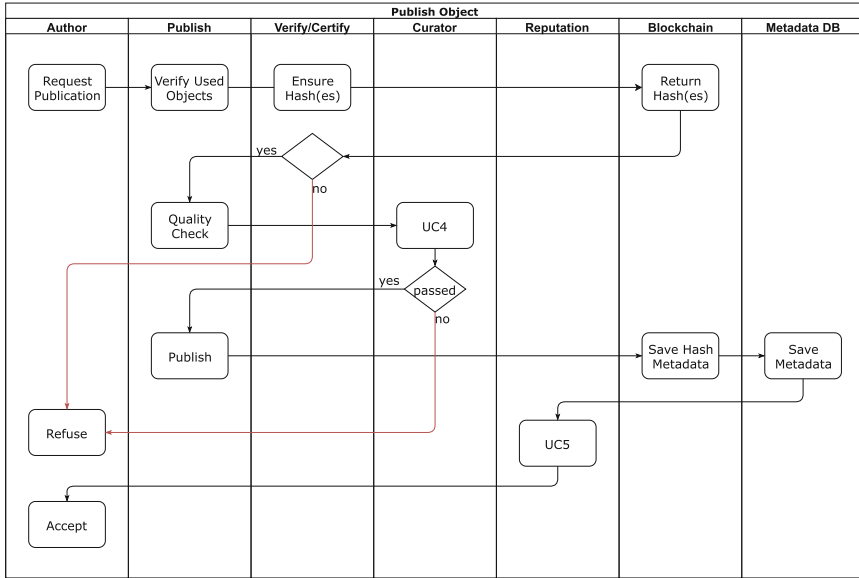 Publish Object
Author
Publish
Verify/Certify
Curator
Reputation
Blockchain
Metadata DB
Request
Publication
Verify Used
Objects
Ensure
Hash(es)
Return
Hash(es)
yes
no
Quality
Check
UC4
yes
passed
no
Publish
Save Hash
Metadata
Save
Metadata
Refuse
UC5
Accept